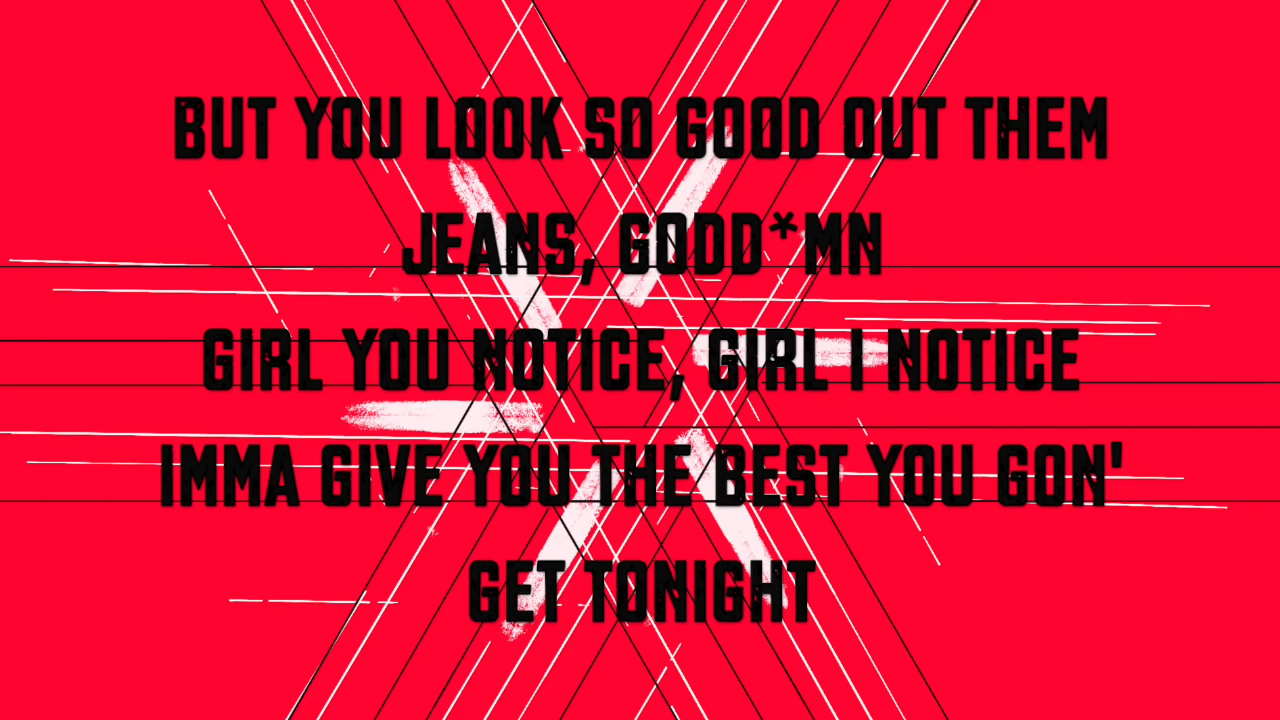 BUT YOU LOOK SO GOOD OUT THEM
JEANS, GODD*MN
GIRL YOU NOTICE, GIRL I NOTICE
IMMA GIVE YOU THE BEST YOU GON'
GET TONIGHT